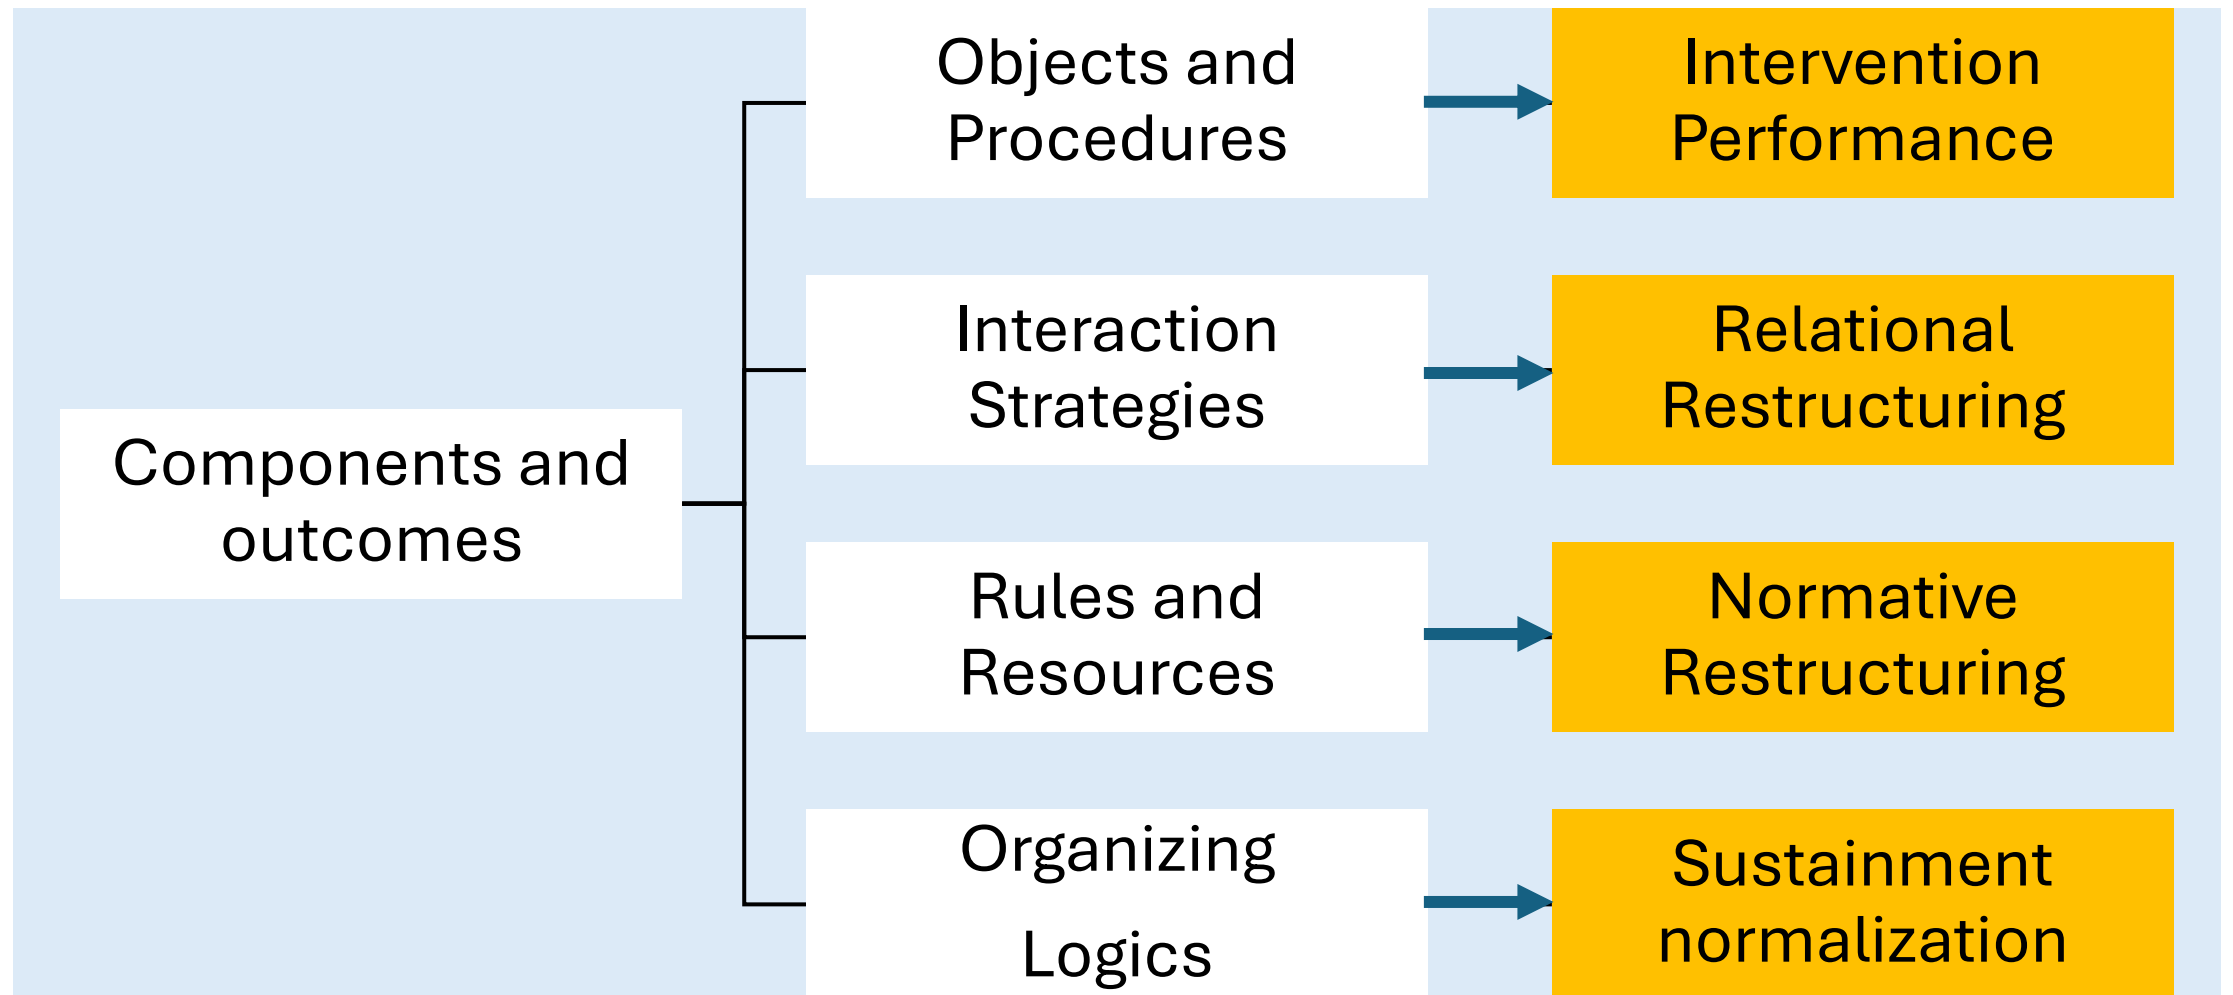 Components and
outcomes
Objects and
Procedures
Intervention
Performance
Interaction
Strategies
Relational
Restructuring
Rules and
Resources
Normative
Restructuring
Organizing
Logics
Sustainment
normalization